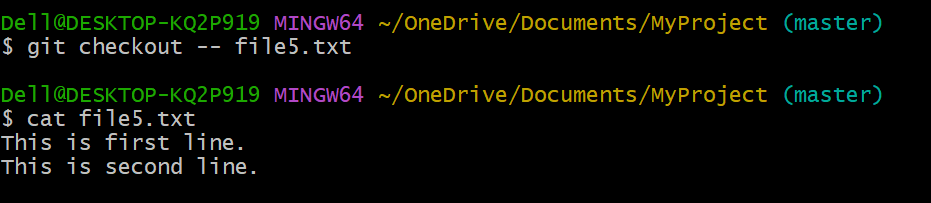 Dell@DESKTOP-KQ2P919 MINGW64 ~/OneDrive/Documents/MyProject (master)
$ git checkout -- file5.txt
Dell@DESKTOP-KQ2P919 MINGW64 ~/OneDrive/Documents/MyProject (master)
$ cat file5.txt
This is first line.
This is second line.